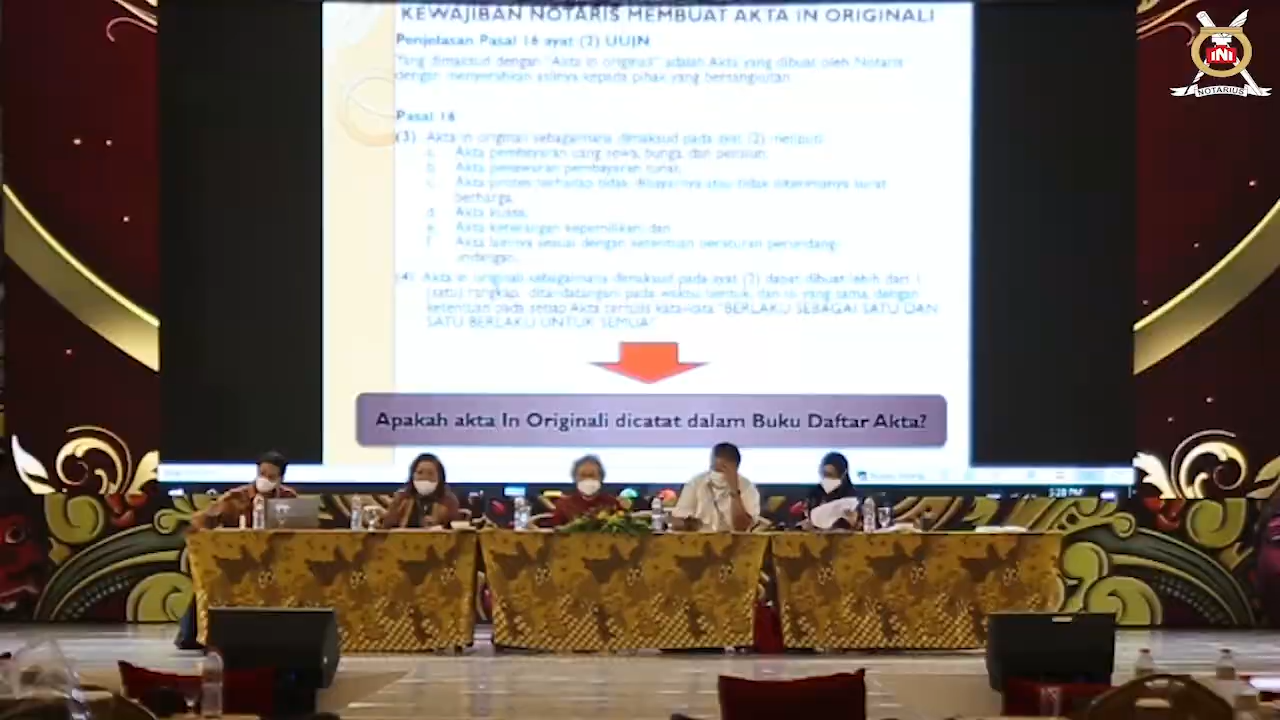 KEWAJIBAN NOTARIS MEMBUAT AKTA IN ORIGINALI
Penjelasan Pasal 16 ayat (2) UUJN
Yang dimaksud dengan "Akta in originali" adalah Akta yang dibuat oleh Notaris
dengan menyerahkan aslinya kepada pihak yang bersangkutan
Pasal 16
(3) Akta in originali sebagaimana dimaksud pada ayat (2) meliputi
a. Akta pembayaran uang sewa, bunga, dan pensiun;
b. Akta penawaran pembayaran tunai;
c. Akta protes terhadap tidak dibayarnya atau tidak diterimanya surat
berharga;
d. Akta kuasa;
e. Akta keterangan kepemilikan; dan
f. Akta lainnya sesuai dengan ketentuan peraturan perundang-
undangan.
(4) Akta in originali sebagaimana dimaksud pada ayat (2) dapat dibuat lebih dari 1
(satu) rangkap, ditandatangani pada waktu, bentuk, dan isi yang sama, dengan
ketentuan pada setiap Akta tertulis kata-kata "BERLAKU SEBAGAI SATU DAN
SATU BERLAKU UNTUK SEMUA"
Apakah akta In Originali dicatat dalam Buku Daftar Akta?
5:28 PM
INI
NOTARIUS